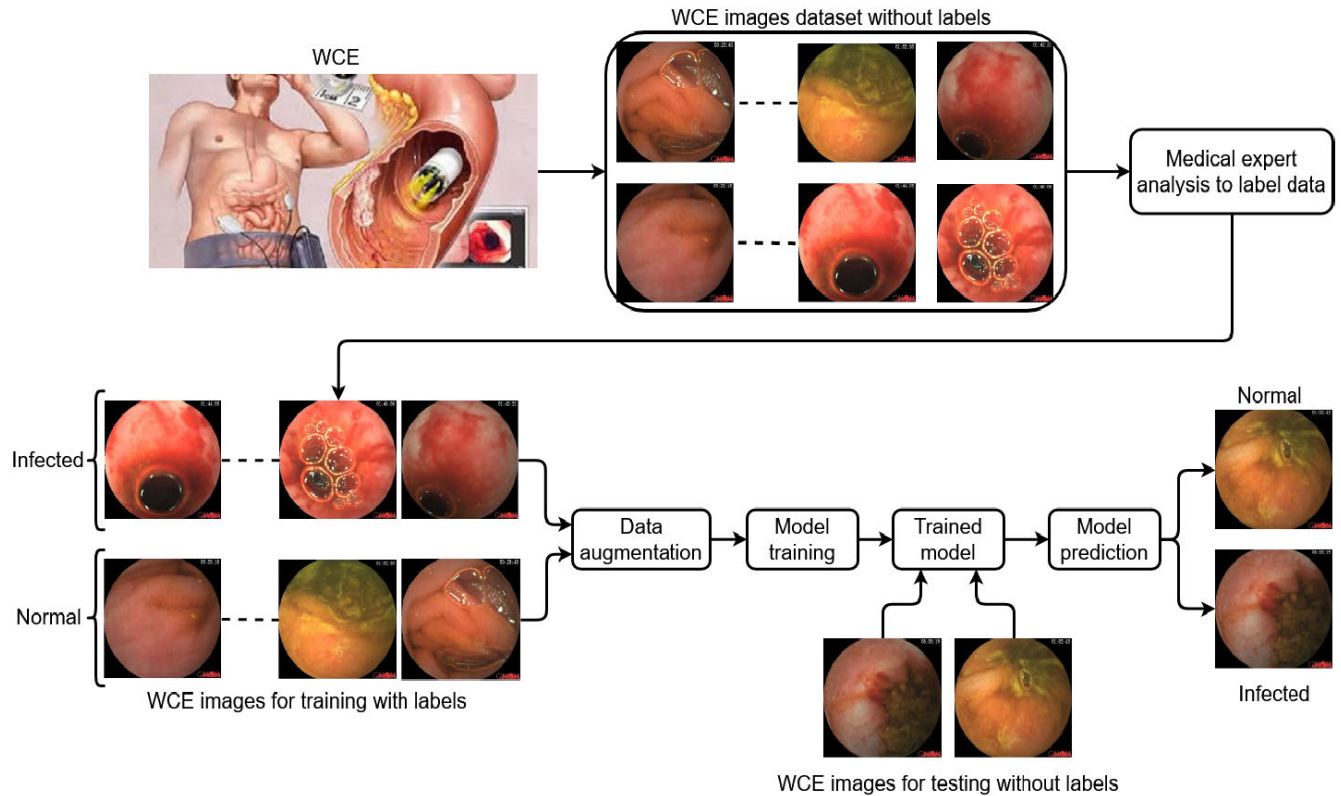 WCE images dataset without labels
WCE
Medical expert
analysis to label data
Infected
Normal
WCE images for training with labels
Data
augmentation
Model
training
Trained
model
Model
prediction
WCE images for testing without labels
Normal
Infected